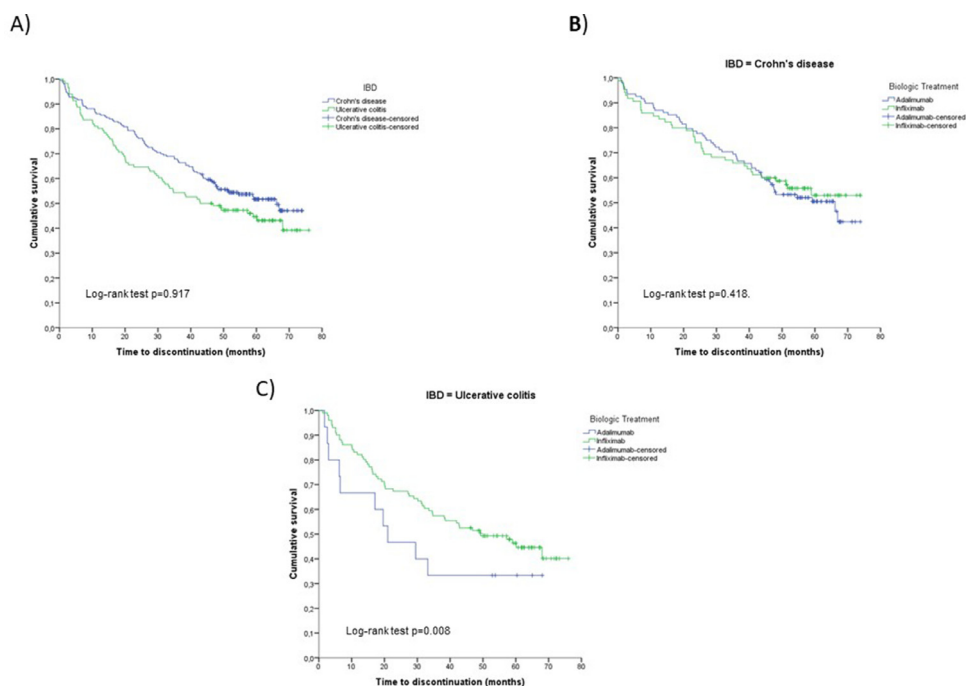 A)
IBD
Crohn's disease
Ulcerative colitis
Crohn's disease-censored
Ulcerative colitis-censored
Cumulative survival
1,0
0,9
0,8
0,7
0,6
0,5
0,4
0,3
0,2
0,1
0,0
Log-rank test p=0.917
0 10 20 30 40 50 60 70 80
Time to discontinuation (months)
B)
IBD = Crohn's disease
Biologic Treatment
Adalimumab
Infliximab
Adalimumab-censored
Infliximab-censored
Cumulative survival
1,0
0,9
0,8
0,7
0,6
0,5
0,4
0,3
0,2
0,1
0,0
Log-rank test p=0.418.
0 10 20 30 40 50 60 70 80
Time to discontinuation (months)
C)
IBD = Ulcerative colitis
Biologic Treatment
Adalimumab
Infliximab
Adalimumab-censored
Infliximab-censored
Cumulative survival
1,0
0,9
0,8
0,7
0,6
0,5
0,4
0,3
0,2
0,1
0,0
Log-rank test p=0.008
0 10 20 30 40 50 60 70 80
Time to discontinuation (months)